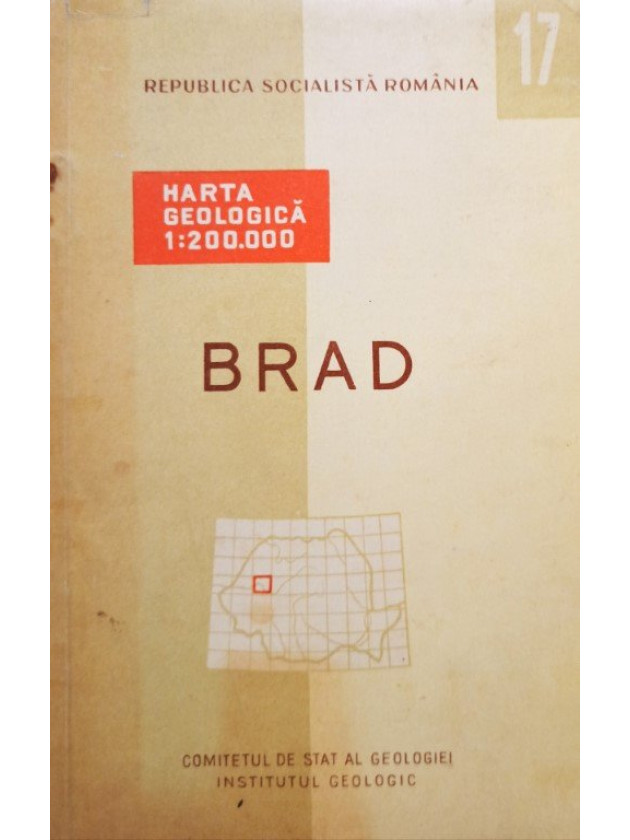 17
REPUBLICA SOCIALISTĂ ROMÂNIA
HARTA
GEOLOGICĂ
1:200.000
BRAD
COMITETUL DE STAT AL GEOLOGIEI
INSTITUTUL GEOLOGIC